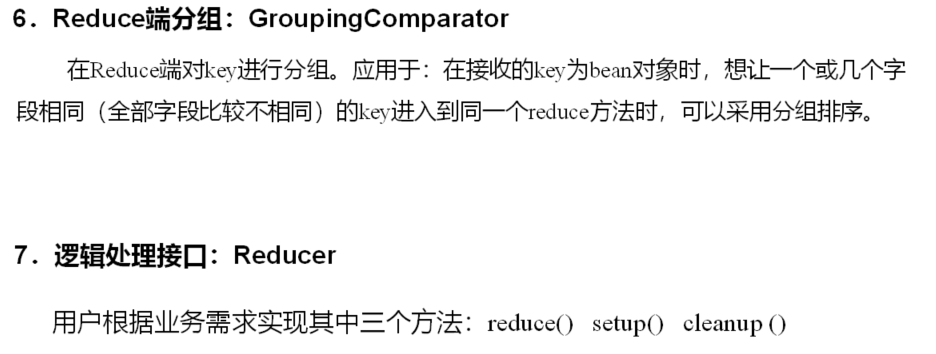 6．Reduce端分组：GroupingComparator
在Reduce端对key进行分组。应用于：在接收的key为bean对象时，想让一个或几个字
段相同（全部字段比较不相同）的key进入到同一个reduce方法时，可以采用分组排序。
7．逻辑处理接口：Reducer
用户根据业务需求实现其中三个方法：reduce() setup() cleanup ()